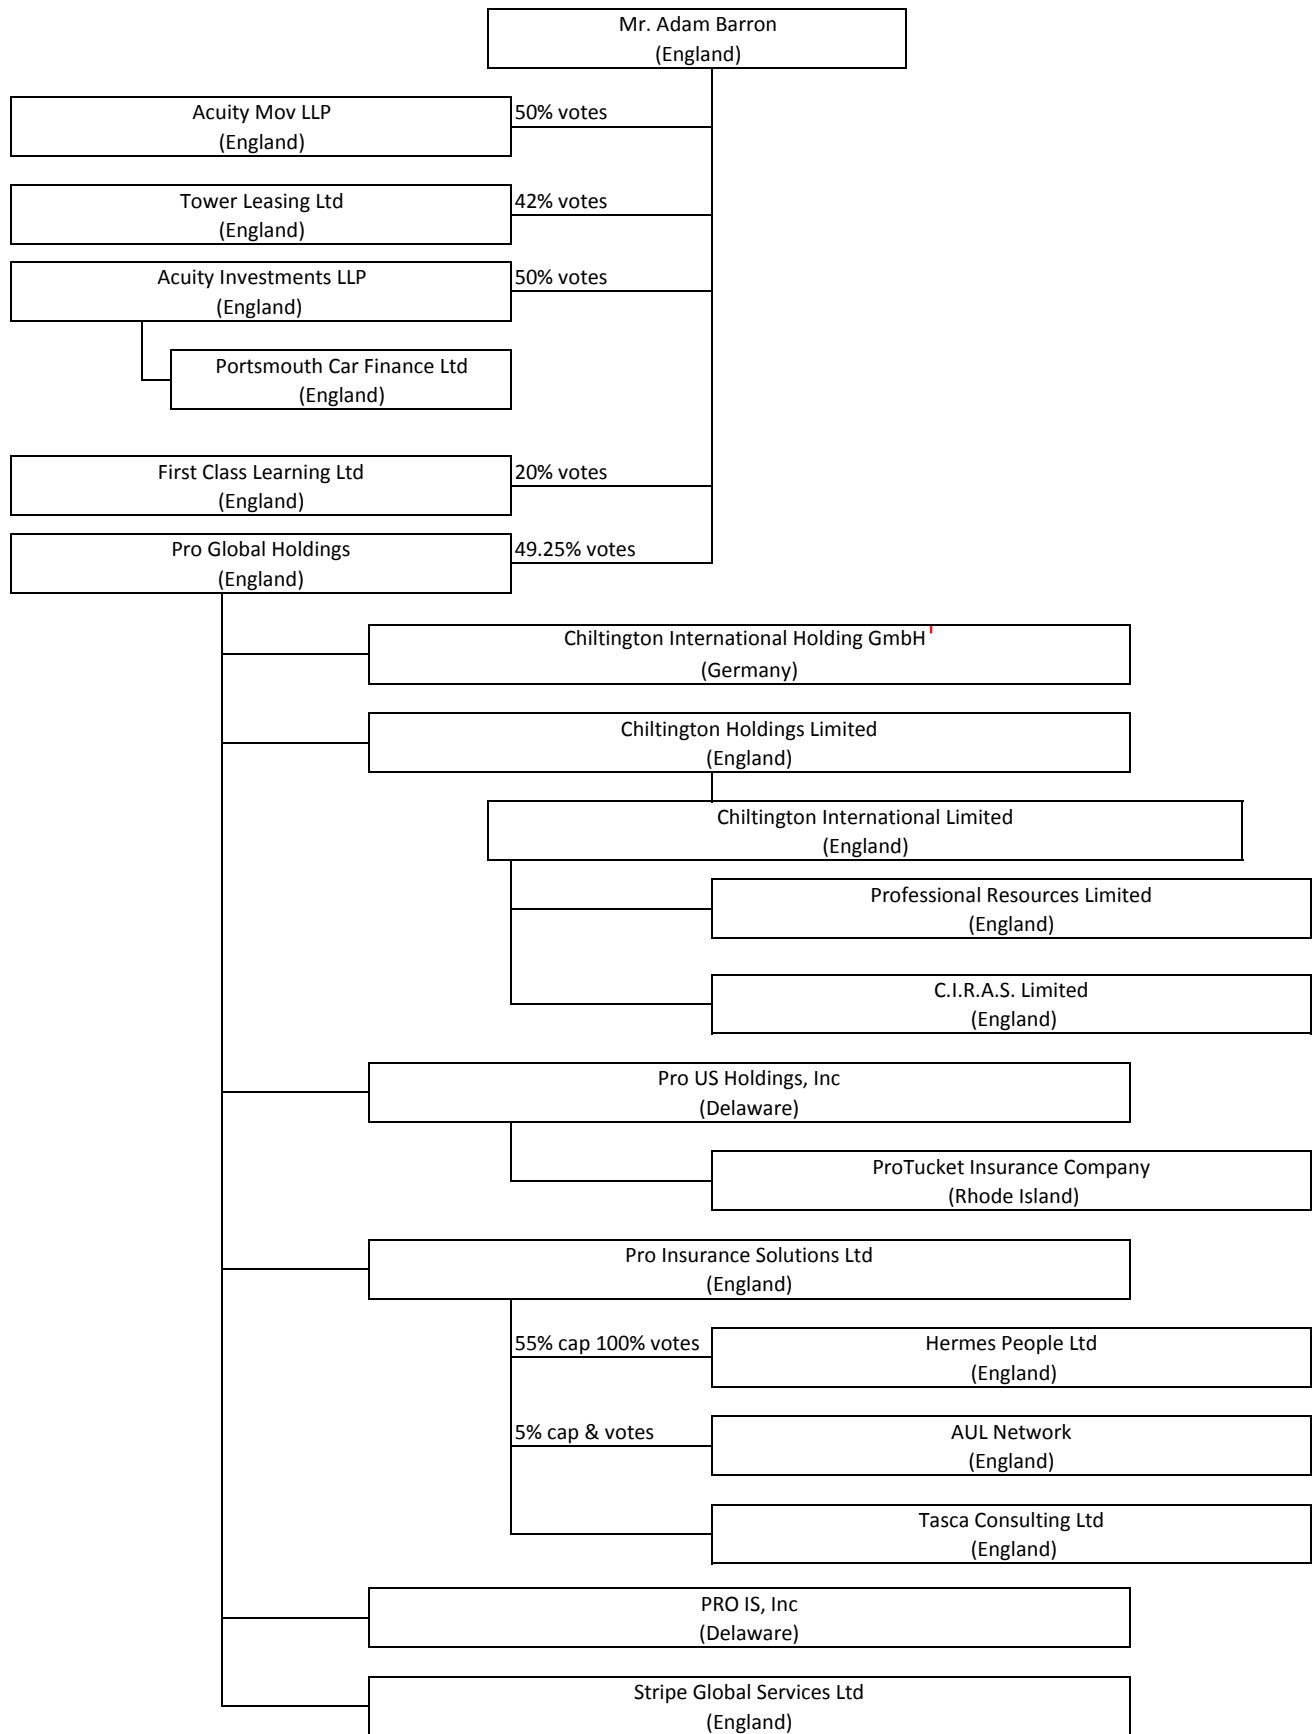 Mr. Adam Barron
(England)
Acuity Mov LLP
(England)
50% votes
Tower Leasing Ltd
(England)
42% votes
Acuity Investments LLP
(England)
50% votes
Portsmouth Car Finance Ltd
(England)
First Class Learning Ltd
(England)
20% votes
Pro Global Holdings
(England)
49.25% votes
Chiltington International Holding GmbH
(Germany)
Chiltington Holdings Limited
(England)
Chiltington International Limited
(England)
Professional Resources Limited
(England)
C.I.R.A.S. Limited
(England)
Pro US Holdings, Inc
(Delaware)
ProTucket Insurance Company
(Rhode Island)
Pro Insurance Solutions Ltd
(England)
55% cap 100% votes
Hermes People Ltd
(England)
5% cap & votes
AUL Network
(England)
Tasca Consulting Ltd
(England)
PRO IS, Inc
(Delaware)
Stripe Global Services Ltd
(England)